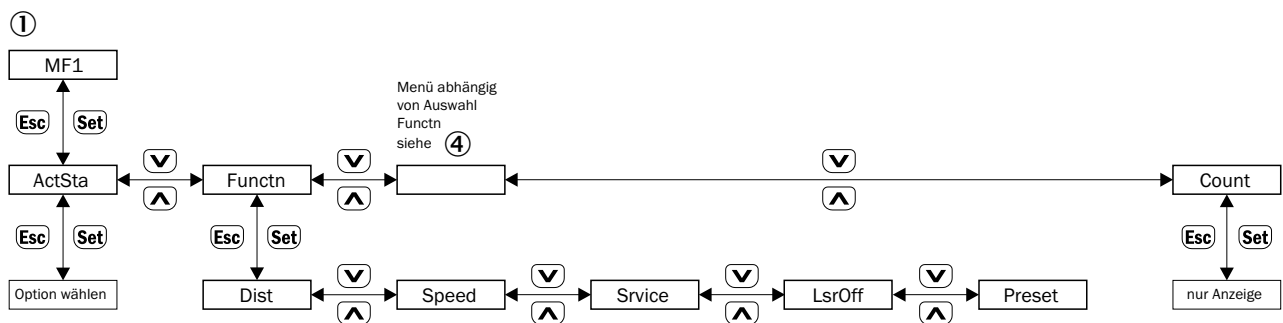 ①
MF1
Menü abhängig
von Auswahl
Functn
siehe ④
Esc Set
ActSta
Functn
Count
Esc Set
Esc Set
Esc Set
Option wählen
Dist
Speed
Srvice
LsrOff
Preset
nur Anzeige